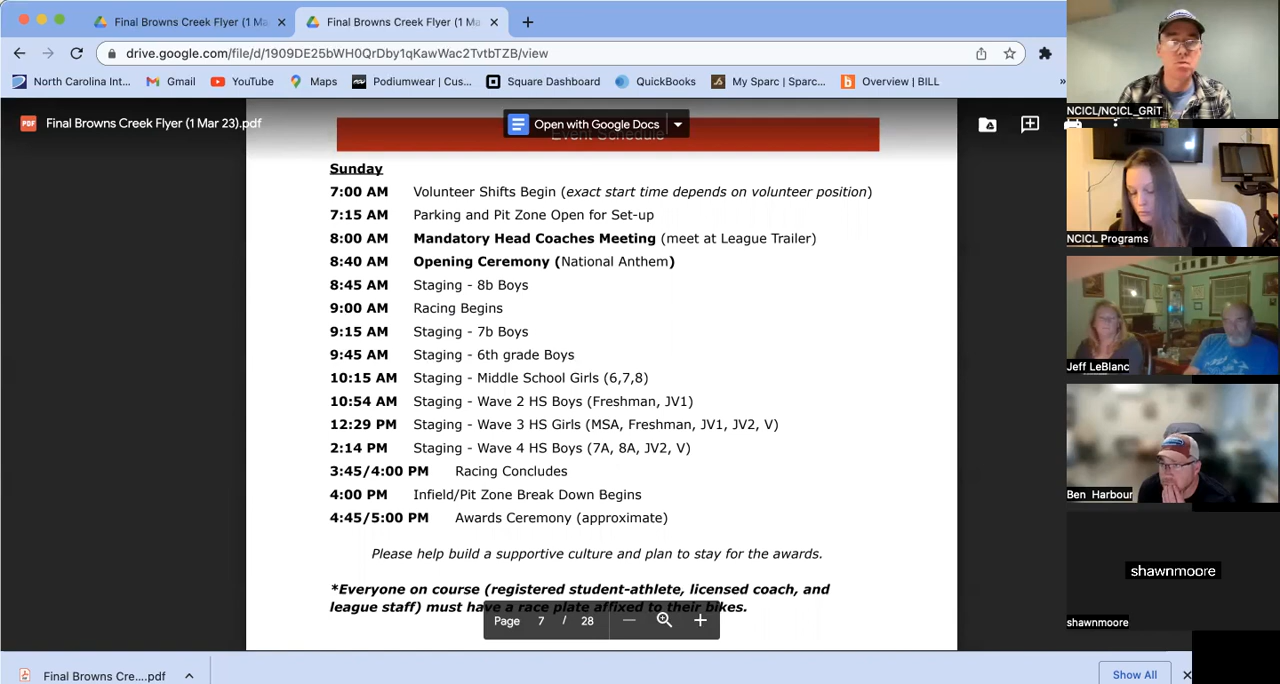 Final Browns Creek Flyer (1 Ma
Final Browns Creek Flyer (1 Ma
drive.google.com/file/d/1909DE25bWH0QrDby1qKawWac2TvtbTZB/view
North Carolina Int...
Gmail
YouTube
Maps
Podiumwear | Cus...
Square Dashboard
QuickBooks
My Sparc | Sparc...
Overview | BILL
»
PDF
Final Browns Creek Flyer (1 Mar 23).pdf
Open with Google Docs
Event Schedule
Sunday
7:00 AM Volunteer Shifts Begin (exact start time depends on volunteer position)
7:15 AM Parking and Pit Zone Open for Set-up
8:00 AM Mandatory Head Coaches Meeting (meet at League Trailer)
8:40 AM Opening Ceremony (National Anthem)
8:45 AM Staging - 8b Boys
9:00 AM Racing Begins
9:15 AM Staging - 7b Boys
9:45 AM Staging - 6th grade Boys
10:15 AM Staging - Middle School Girls (6,7,8)
10:54 AM Staging - Wave 2 HS Boys (Freshman, JV1)
12:29 PM Staging - Wave 3 HS Girls (MSA, Freshman, JV1, JV2, V)
2:14 PM Staging - Wave 4 HS Boys (7A, 8A, JV2, V)
3:45/4:00 PM Racing Concludes
4:00 PM Infield/Pit Zone Break Down Begins
4:45/5:00 PM Awards Ceremony (approximate)
Please help build a supportive culture and plan to stay for the awards.
*Everyone on course (registered student-athlete, licensed coach, and
league staff) must have a race plate affixed to their bikes.
Page 7 / 28
Final Browns Cre....pdf
Show All
NCICL/NCICL_GRiT
NCICL Programs
Jeff LeBlanc
Ben Harbour
shawnmoore
shawnmoore